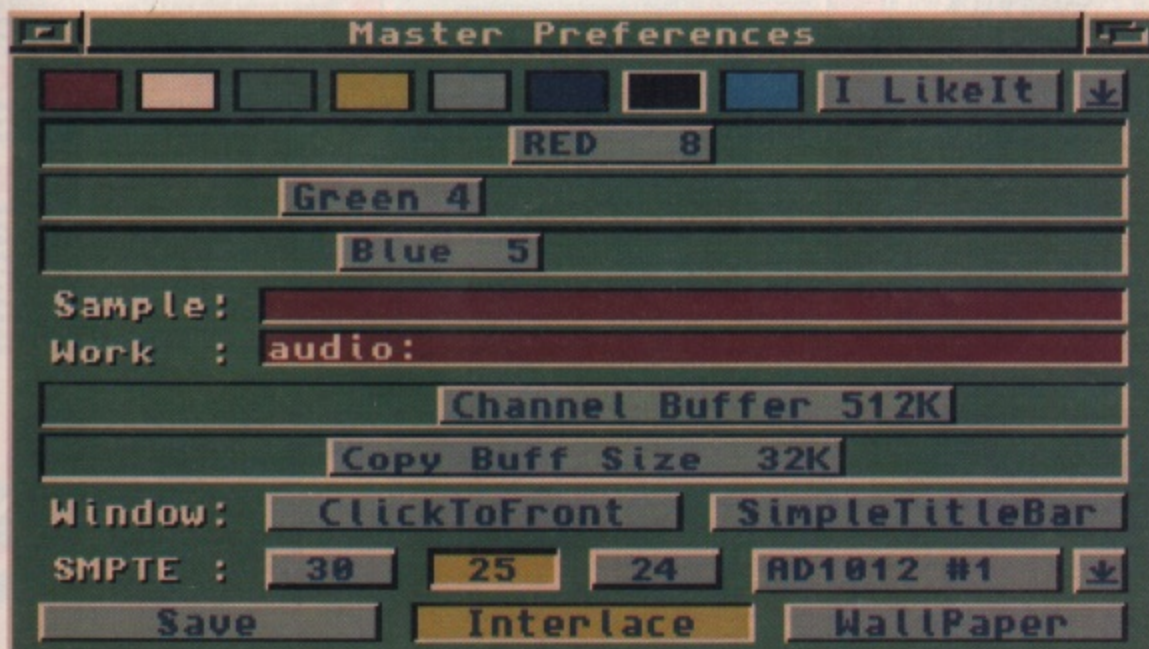 Master Preferences
I LikeIt
RED 8
Green 4
Blue 5
Sample:
Work : audio:
Channel Buffer 512K
Copy Buff Size 32K
Window: ClickToFront SimpleTitleBar
SMPTE : 30 25 24 AD1012 #1
Save Interlace WallPaper